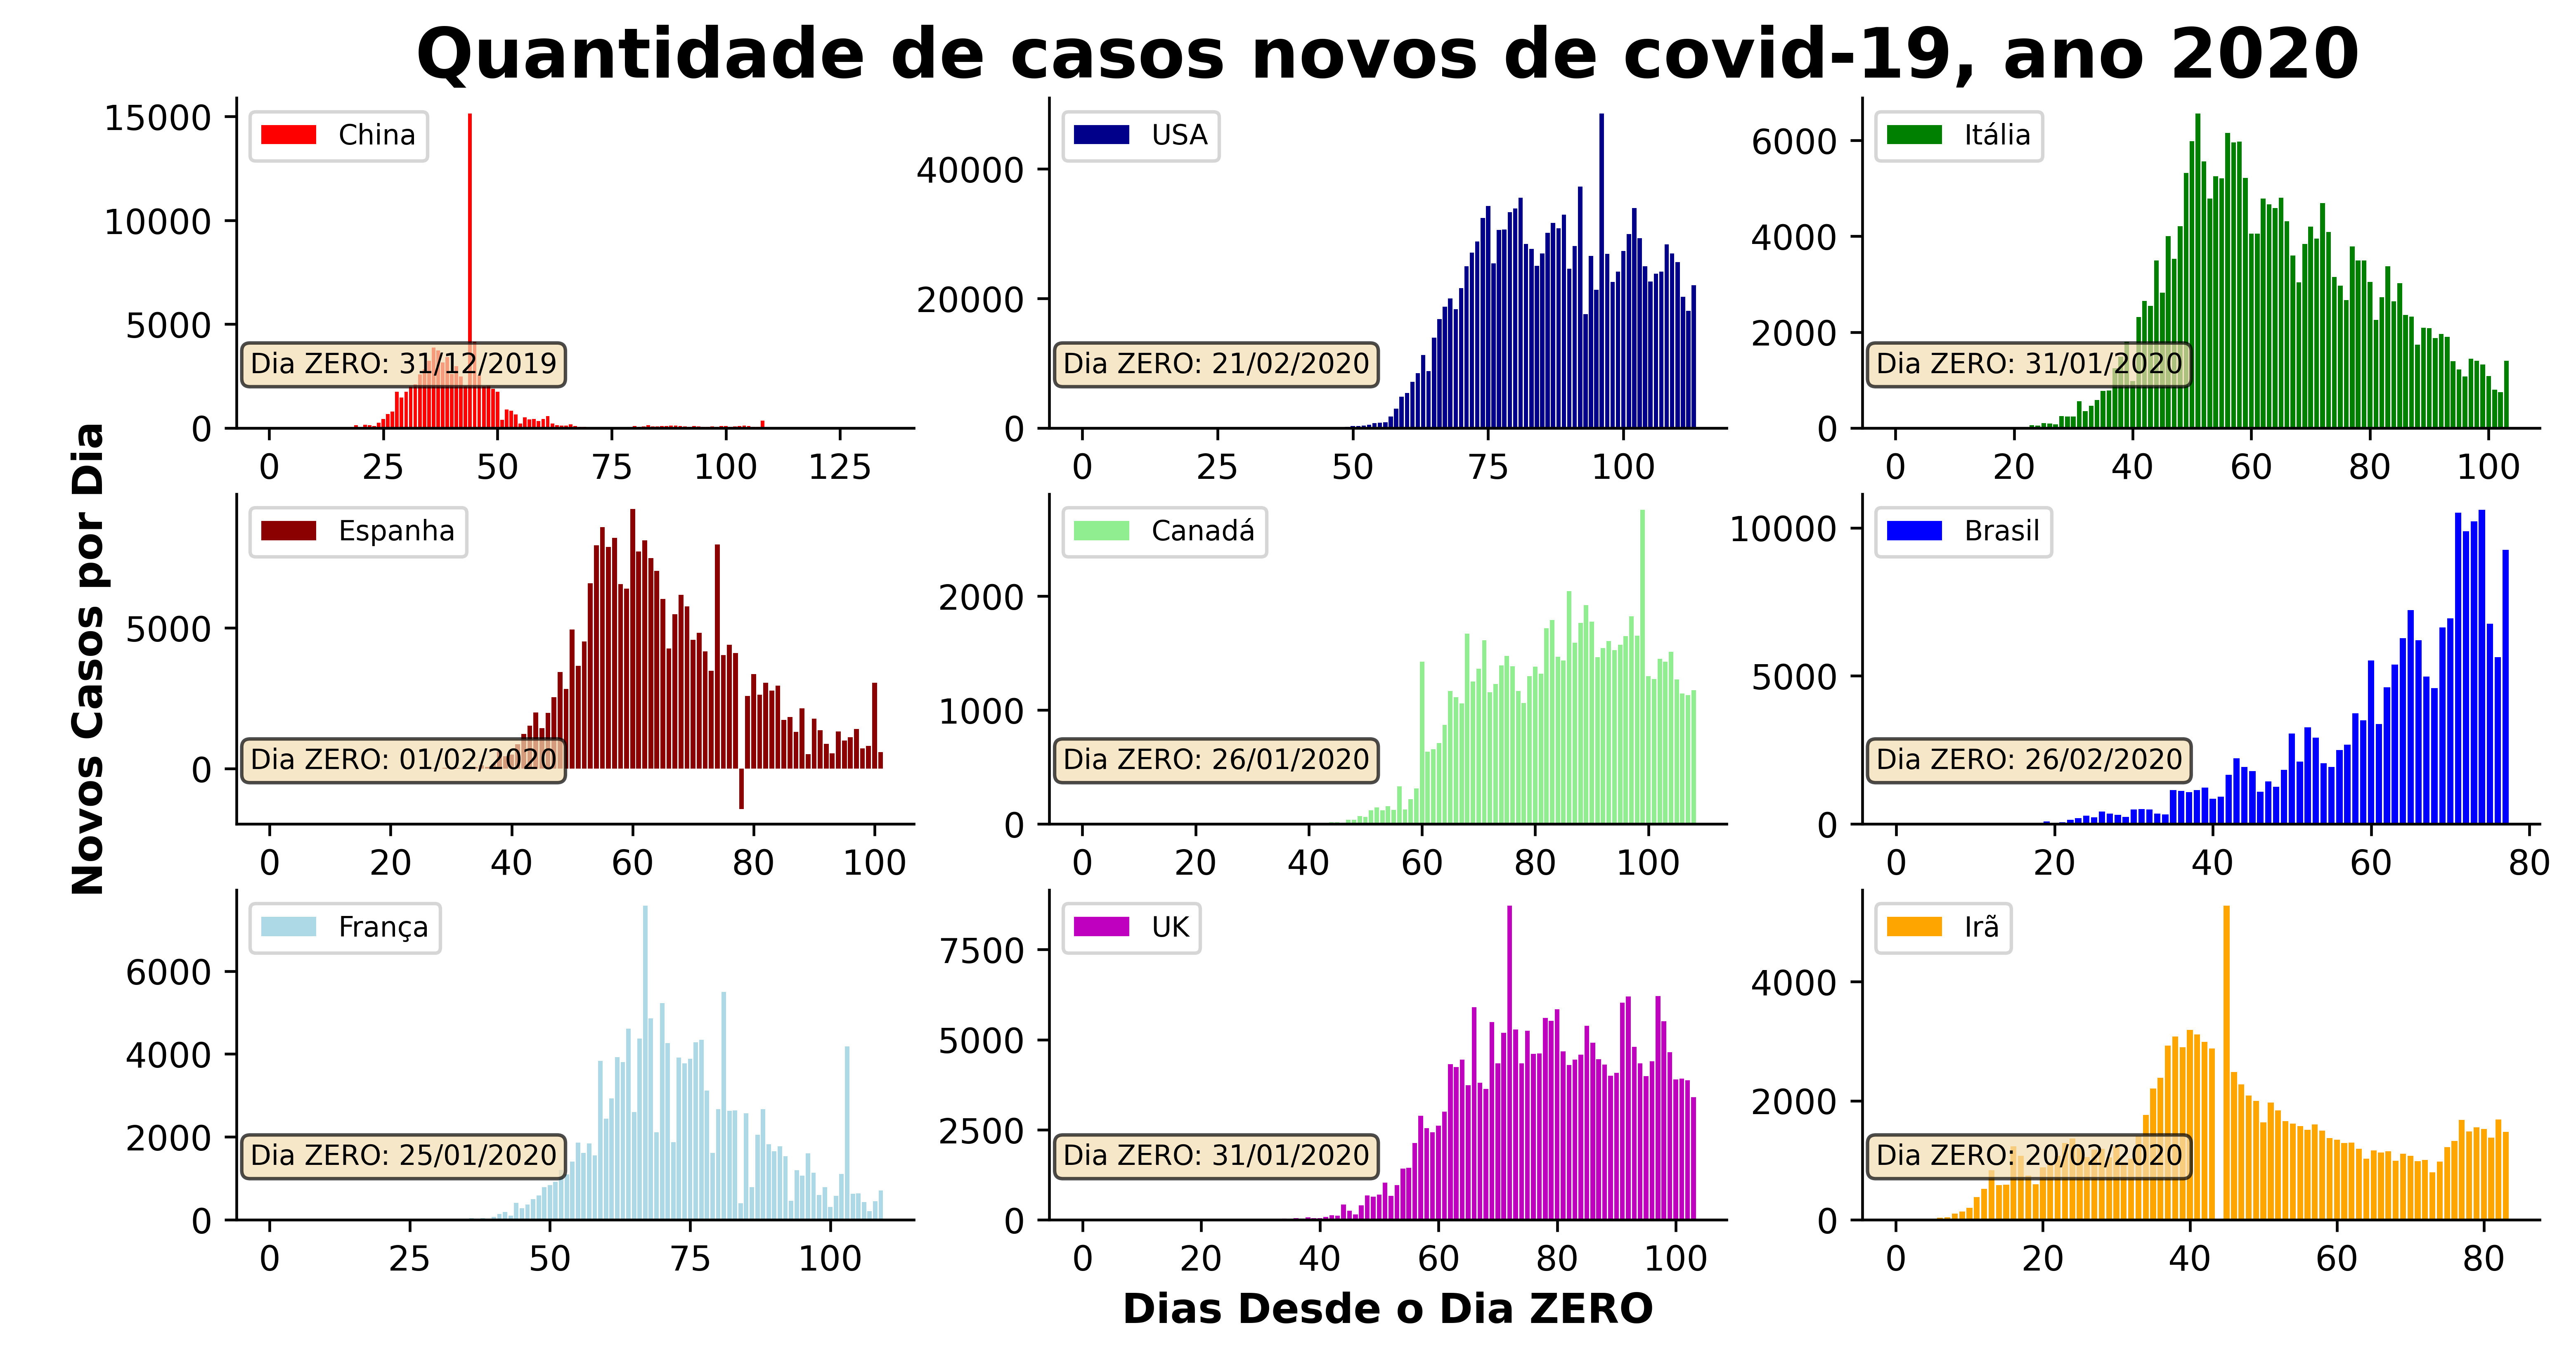 Quantidade de casos novos de covid-19, ano 2020
Novos Casos por Dia
China
Dia ZERO: 31/12/2019
15000
10000
5000
0
0 25 50 75 100 125
USA
Dia ZERO: 21/02/2020
40000
20000
0
0 25 50 75 100
Itália
Dia ZERO: 31/01/2020
6000
4000
2000
0
0 20 40 60 80 100
Espanha
Dia ZERO: 01/02/2020
5000
0
0 20 40 60 80 100
Canadá
Dia ZERO: 26/01/2020
2000
1000
0
0 20 40 60 80 100
Brasil
Dia ZERO: 26/02/2020
10000
5000
0
0 20 40 60 80
França
Dia ZERO: 25/01/2020
6000
4000
2000
0
0 25 50 75 100
UK
Dia ZERO: 31/01/2020
7500
5000
2500
0
0 20 40 60 80 100
Irã
Dia ZERO: 20/02/2020
4000
2000
0
0 20 40 60 80
Dias Desde o Dia ZERO